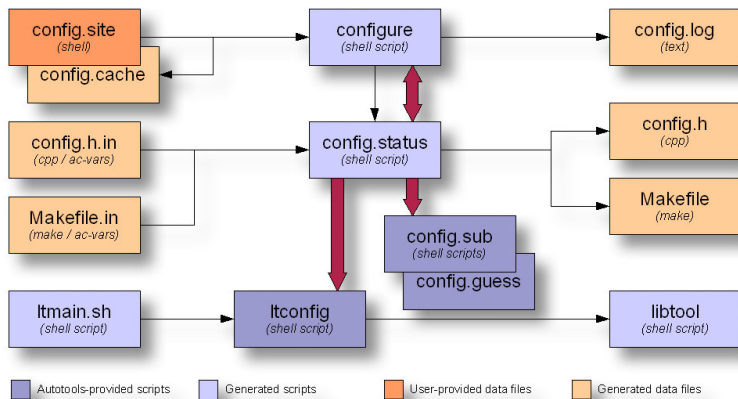 config.site
(shell)
config.cache
configure
(shell script)
config.log
(text)
config.h.in
(cpp / ac-vars)
config.status
(shell script)
config.h
(cpp)
Makefile.in
(make / ac-vars)
Makefile
(make)
config.sub
(shell scripts)
config.guess
ltmain.sh
(shell script)
ltconfig
(shell script)
libtool
(shell script)
Autotools-provided scripts
Generated scripts
User-provided data files
Generated data files